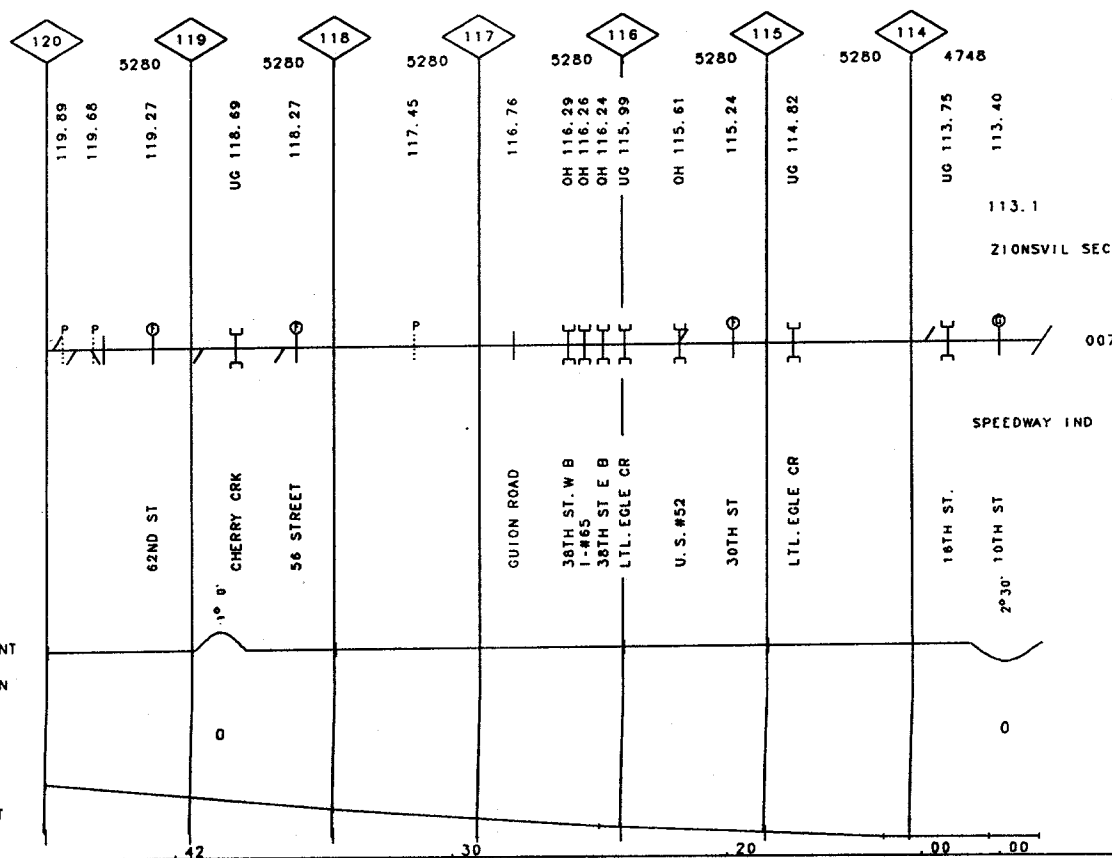 120 119 118 117 116 115 114
5280 5280 5280 5280 5280 5280 4748
119.89
119.68
119.27
UG 118.69
118.27
117.45
116.76
OH 116.29
OH 116.26
OH 116.24
UG 115.99
OH 115.61
115.24
UG 114.82
UG 113.75
113.40
113.1
ZIONSVIL SEC
P P F F P F G
007
SPEEDWAY IND
62ND ST
CHERRY CRK
56 STREET
GUION ROAD
38TH ST. W B
I-#65
38TH ST E B
LTL. EGLE CR
U.S.#52
30TH ST
LTL. EGLE CR
16TH ST.
10TH ST
1° 0'
2° 30'
NT
N
0 0
T
.42 .30 .20 .00 .00